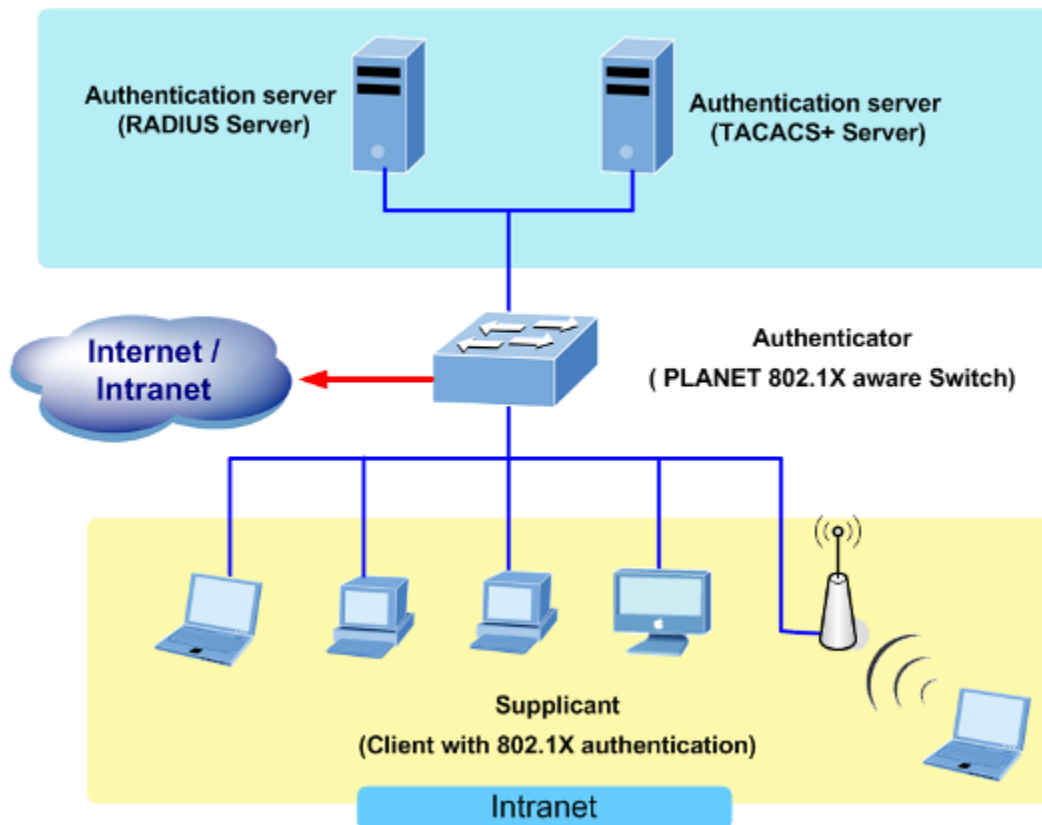 Authentication server
(RADIUS Server)
Authentication server
(TACACS+ Server)
Internet /
Intranet
Authenticator
( PLANET 802.1X aware Switch)
Supplicant
(Client with 802.1X authentication)
Intranet